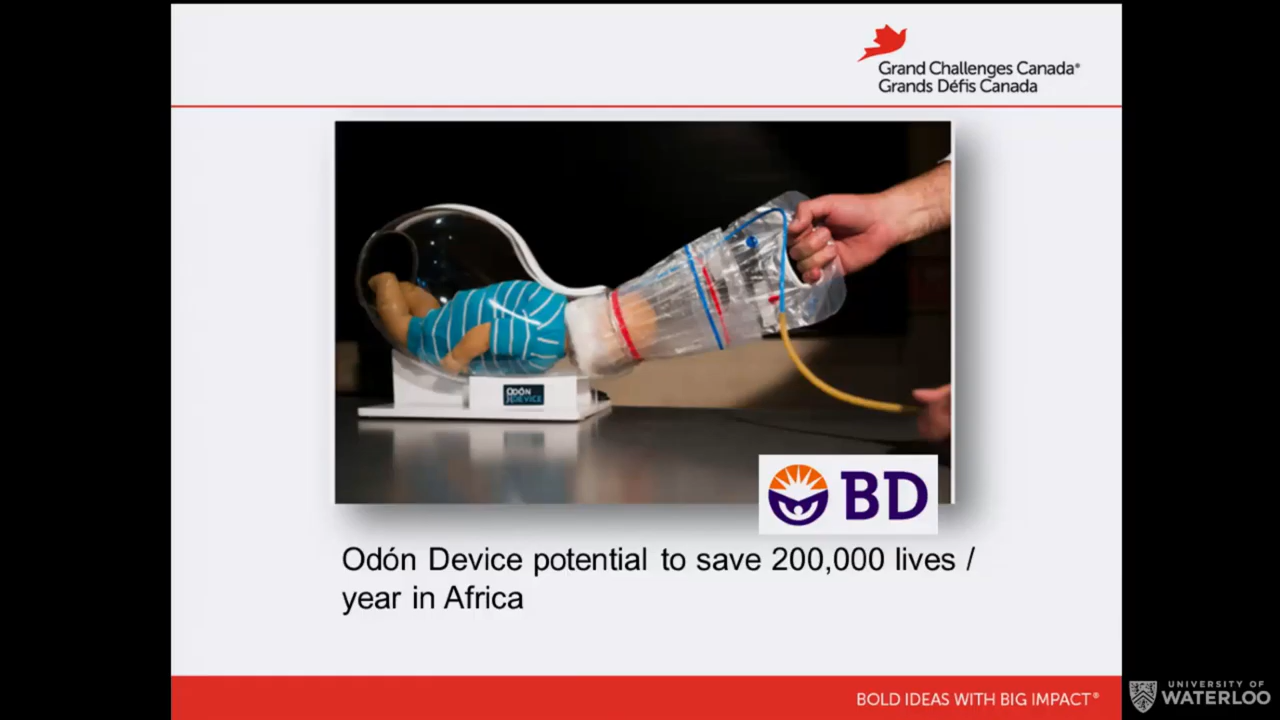 Grand Challenges Canada®
Grands Défis Canada
ODÓN
DEVICE
BD
Odón Device potential to save 200,000 lives /
year in Africa
BOLD IDEAS WITH BIG IMPACT®
UNIVERSITY OF
WATERLOO